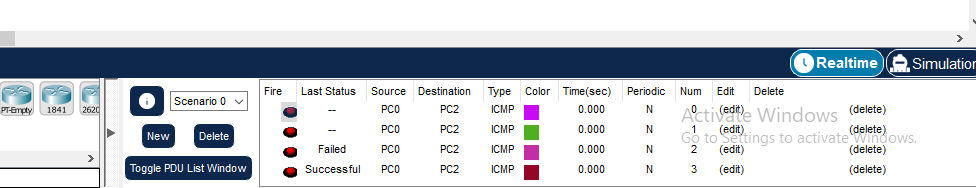 Realtime Simulation
Fire Last Status Source Destination Type Color Time(sec) Periodic Num Edit Delete
-- PC0 PC2 ICMP 0.000 N 0 (edit) (delete)
-- PC0 PC2 ICMP 0.000 N 1 (edit) (delete)
Failed PC0 PC2 ICMP 0.000 N 2 (edit) (delete)
Successful PC0 PC2 ICMP 0.000 N 3 (edit) (delete)
Scenario 0
New Delete
Toggle PDU List Window
PT-Empty 1841 2620
Activate Windows
Go to Settings to activate Windows.